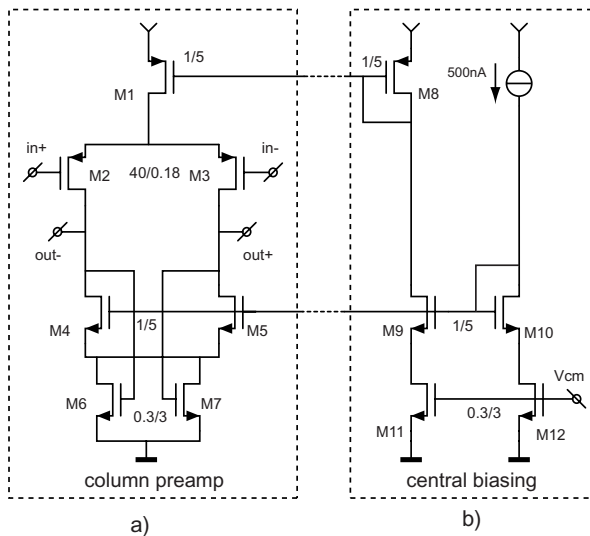 1/5
M1
in+
in-
M2
40/0.18
M3
out-
out+
M4
1/5
M5
M6
0.3/3
M7
column preamp
a)
1/5
M8
500nA
M9
1/5
M10
Vcm
0.3/3
M11
M12
central biasing
b)